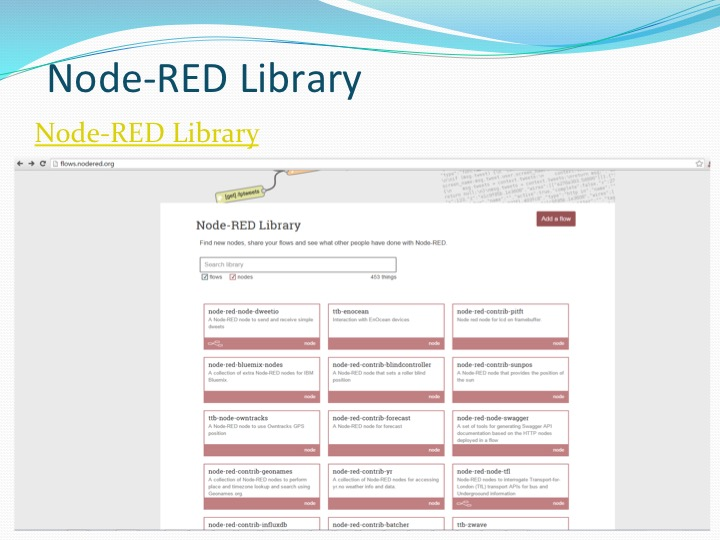 Node-RED Library
Node-RED Library
flows.nodered.org
[get] /iptweets
Node-RED Library
Add a flow
Find new nodes, share your flows and see what other people have done with Node-RED.
Search library
flows nodes 453 things
node-red-node-dweetio
A Node-RED node to send and receive simple
dweets
node
ttb-enocean
Interaction with EnOcean devices
node
node-red-contrib-pitft
Node-red node for lcd on framebuffer
node
node-red-bluemix-nodes
A collection of extra Node-RED nodes for IBM
Bluemix.
node
node-red-contrib-blindcontroller
A Node-RED node that sets a roller blind
position
node
node-red-contrib-sunpos
A Node-RED node that provides the position of
the sun
node
ttb-node-owntracks
A Node-RED node to use Owntracks GPS
position
node
node-red-contrib-forecast
A Node-RED node for forecast
node
node-red-node-swagger
A set of tools for generating Swagger API
documentation based on the HTTP nodes
deployed in a flow
node
node-red-contrib-geonames
A collection of Node-RED nodes to perform
place and timezone lookup and search using
Geonames.org
node
node-red-contrib-yr
A collection of Node-RED nodes for accessing
yr.no weather info and data.
node
node-red-node-tfl
Node-RED nodes to interrogate Transport for
London (TfL) transport APIs for bus and
Underground information
node
node-red-contrib-influxdb
node-red-contrib-batcher
ttb-zwave